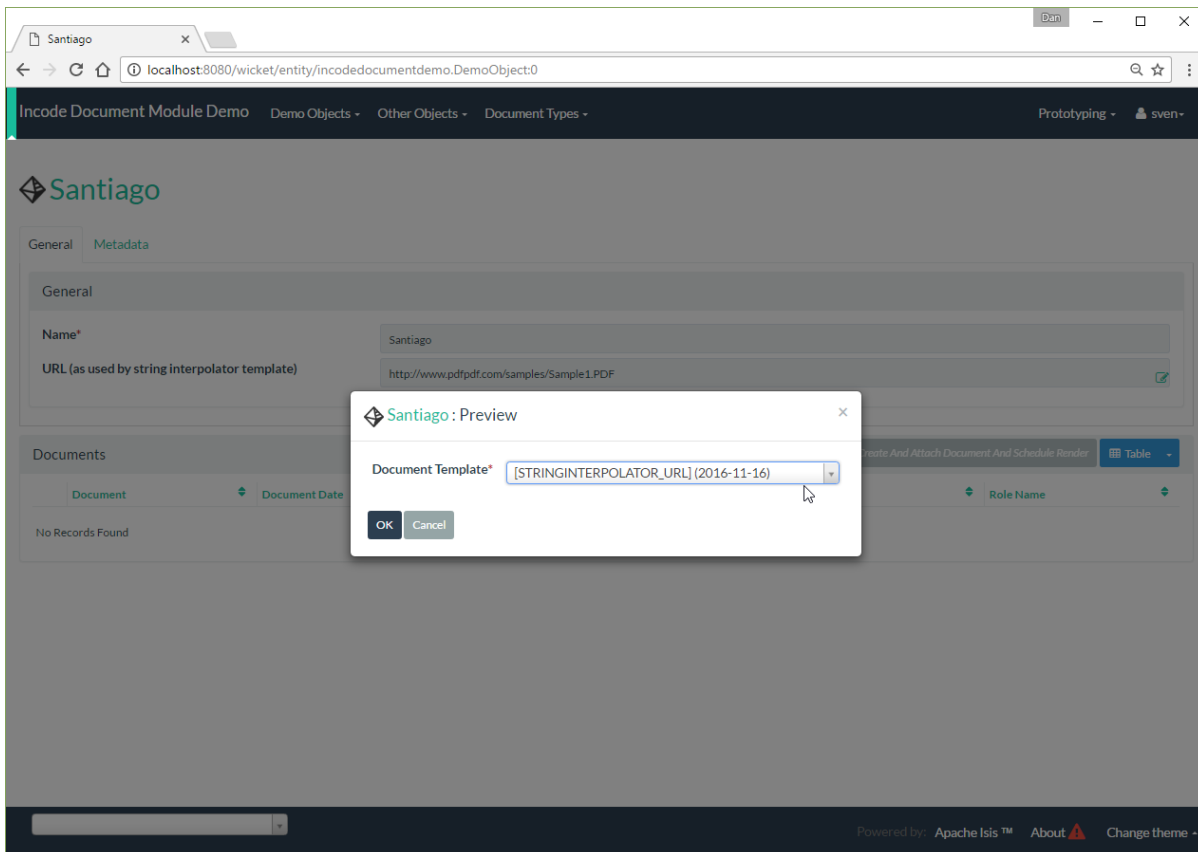 Dan
Santiago
localhost:8080/wicket/entity/incodedocumentdemo.DemoObject:0
Incode Document Module Demo Demo Objects Other Objects Document Types Prototyping sven
Santiago
General Metadata
General
Name* Santiago
URL (as used by string interpolator template) http://www.pdfpdf.com/samples/Sample1.PDF
Santiago : Preview ×
Documents Create And Attach Document And Schedule Render Table
Document Template* [STRINGINTERPOLATOR_URL] (2016-11-16)
Document Document Date Role Name
OK Cancel
No Records Found
Powered by: Apache Isis ™ About Change theme